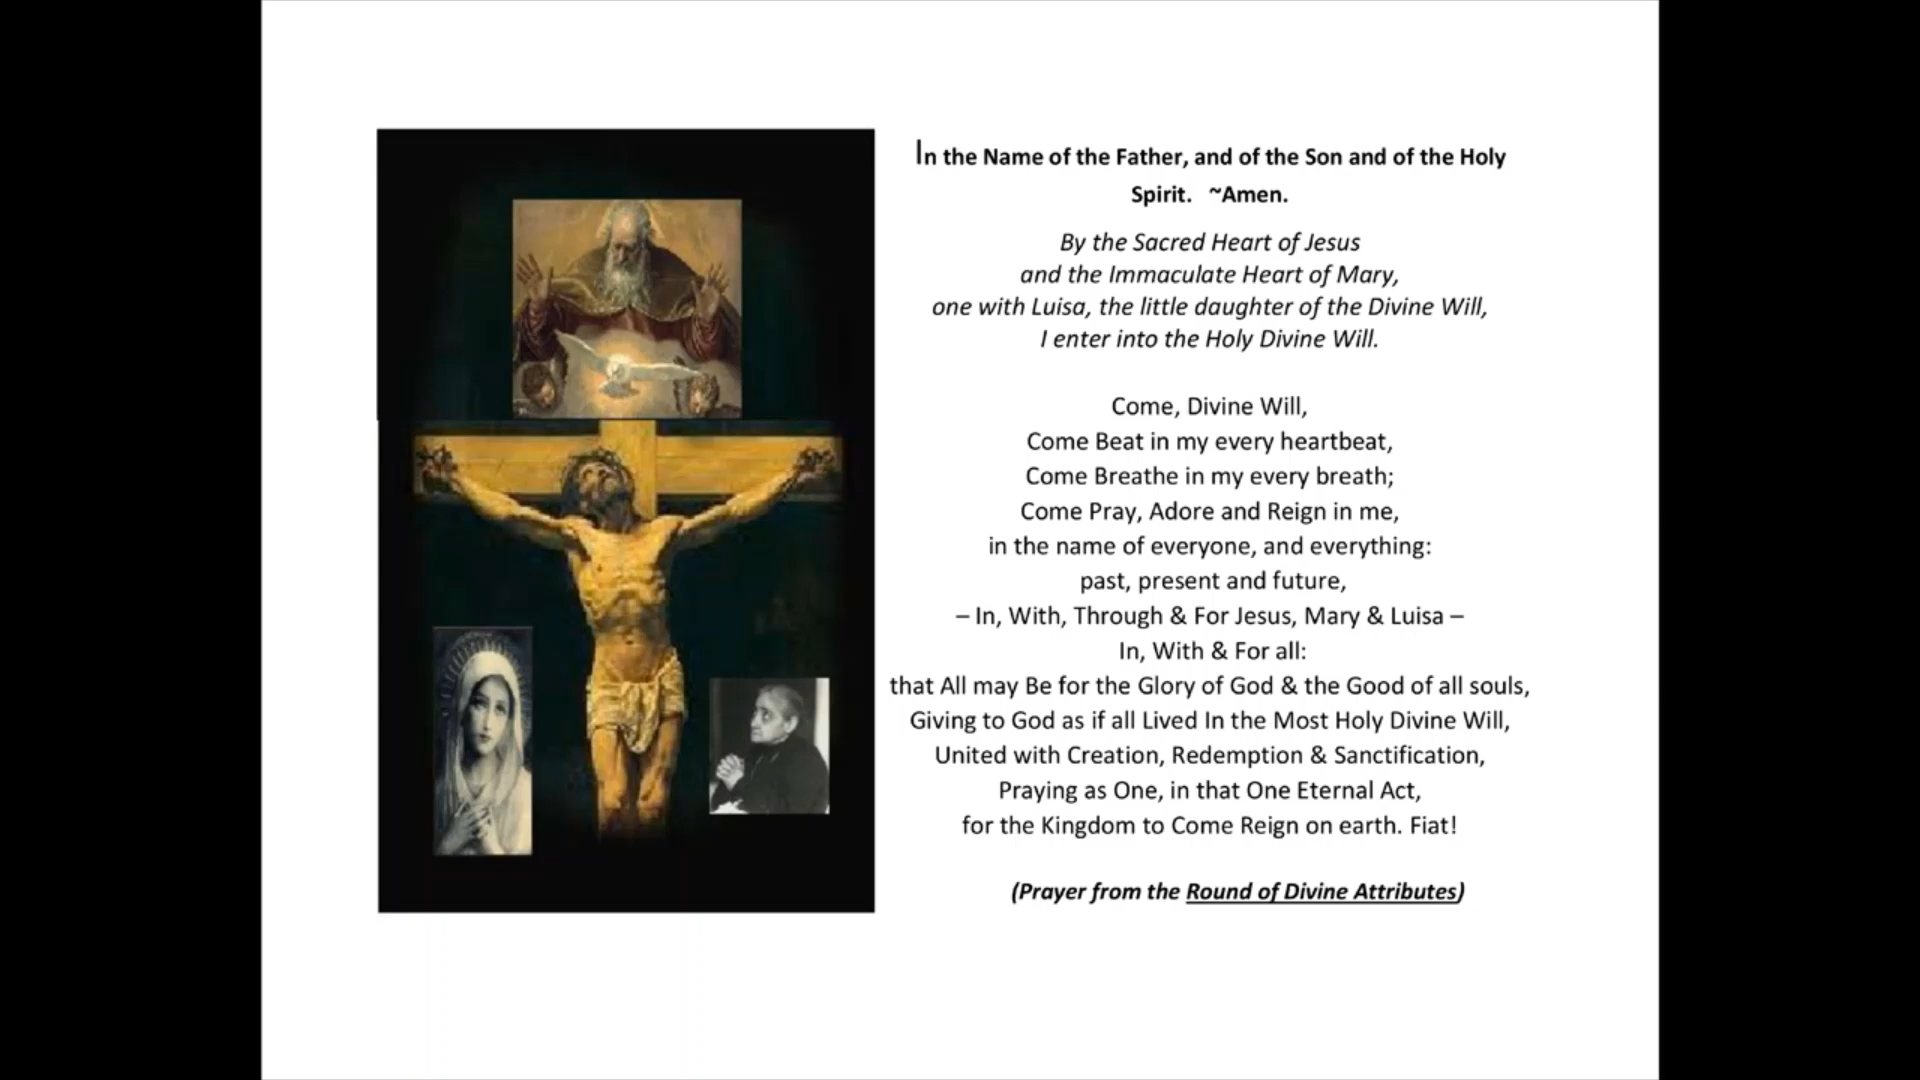 In the Name of the Father, and of the Son and of the Holy
Spirit.   ~Amen.
By the Sacred Heart of Jesus
and the Immaculate Heart of Mary,
one with Luisa, the little daughter of the Divine Will,
I enter into the Holy Divine Will.
Come, Divine Will,
Come Beat in my every heartbeat,
Come Breathe in my every breath;
Come Pray, Adore and Reign in me,
in the name of everyone, and everything:
past, present and future,
– In, With, Through & For Jesus, Mary & Luisa –
In, With & For all:
that All may Be for the Glory of God & the Good of all souls,
Giving to God as if all Lived In the Most Holy Divine Will,
United with Creation, Redemption & Sanctification,
Praying as One, in that One Eternal Act,
for the Kingdom to Come Reign on earth. Fiat!
(Prayer from the Round of Divine Attributes)